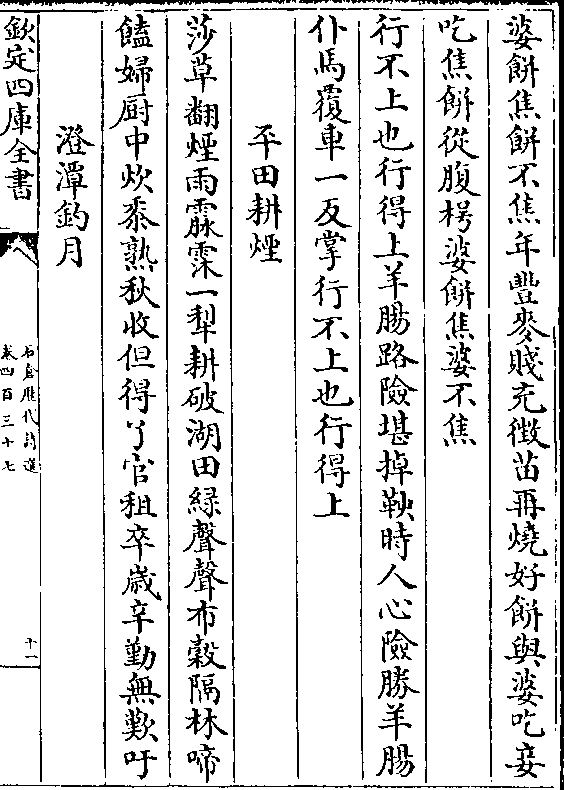 婆餅焦餅不焦年豐麥賤充徴苗再燒好餅與婆吃妾
吃焦餅從腹枵婆餅焦婆不焦
行不上也行得上羊腸路險堪掉鞅時人心險勝羊腸
仆馬覆車一反掌行不上也行得上
平田耕煙
莎草翻煙雨霡霂一犁耕破湖田緑聲聲布榖隔林啼
饁婦厨中炊黍熟秋收但得了官租卒歲辛勤無歎吁
澄潭釣月
欽定四庫全書
石倉歷代詩選
卷四百三十七
十一